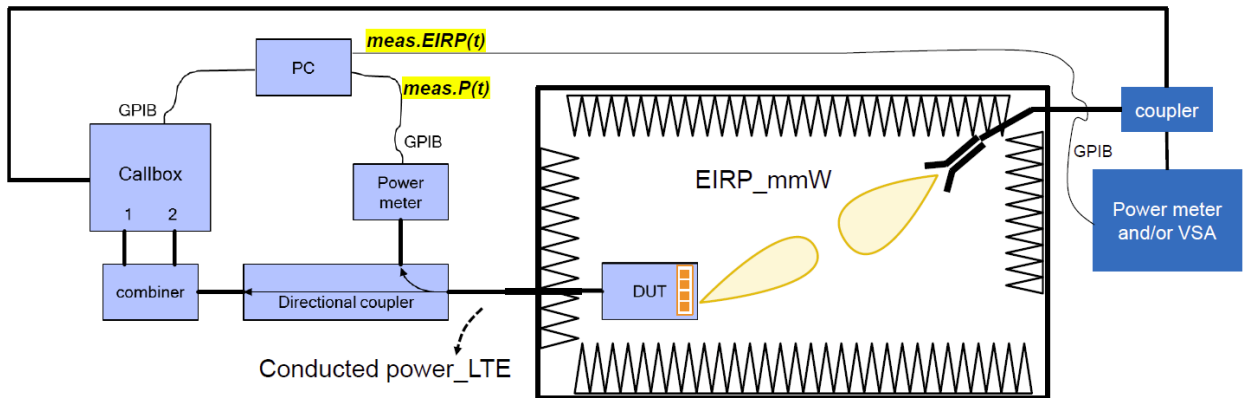 meas.EIRP(t)
PC
meas.P(t)
GPIB
GPIB
coupler
GPIB
Callbox
1 2
Power
meter
EIRP_mmW
Power meter
and/or VSA
combiner
Directional coupler
DUT
Conducted power_LTE